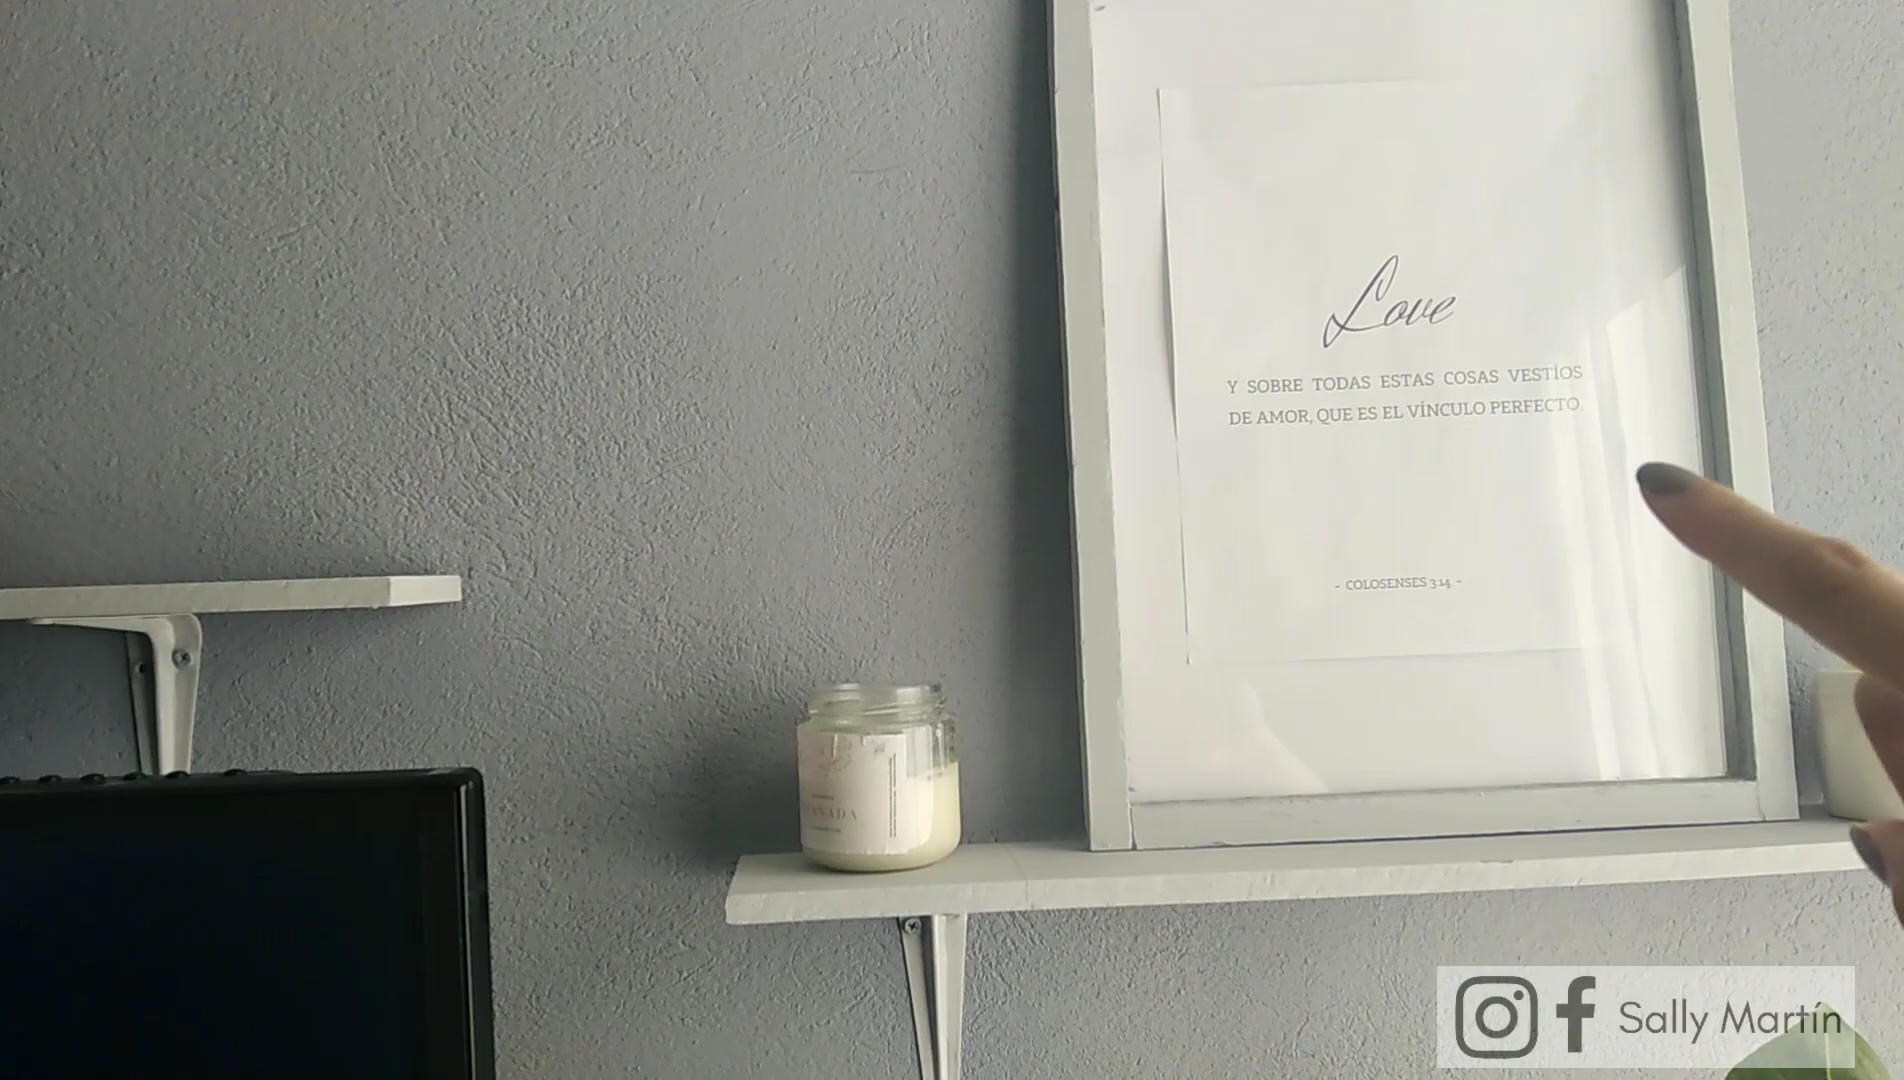 Love
Y SOBRE TODAS ESTAS COSAS VESTÍOS
DE AMOR, QUE ES EL VÍNCULO PERFECTO.
- COLOSENSES 3:14 -
Sally Martín